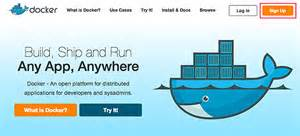 docker
What is Docker? Use Cases Try It! Install & Docs Browse Log In Sign Up
Build, Ship and Run
Any App, Anywhere
Docker - An open platform for distributed
applications for developers and sysadmins.
What is Docker? Try It!